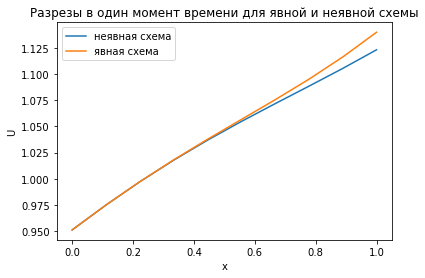 Разрезы в один момент времени для явной и неявной схемы
неявная схема
явная схема
1.125
1.100
1.075
1.050
1.025
1.000
0.975
0.950
U
0.0
0.2
0.4
0.6
0.8
1.0
x